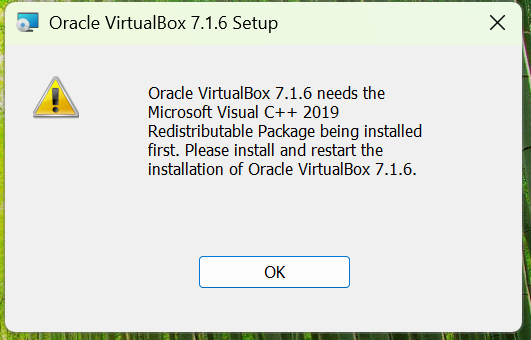 Oracle VirtualBox 7.1.6 Setup
Oracle VirtualBox 7.1.6 needs the
Microsoft Visual C++ 2019
Redistributable Package being installed
first. Please install and restart the
installation of Oracle VirtualBox 7.1.6.
OK